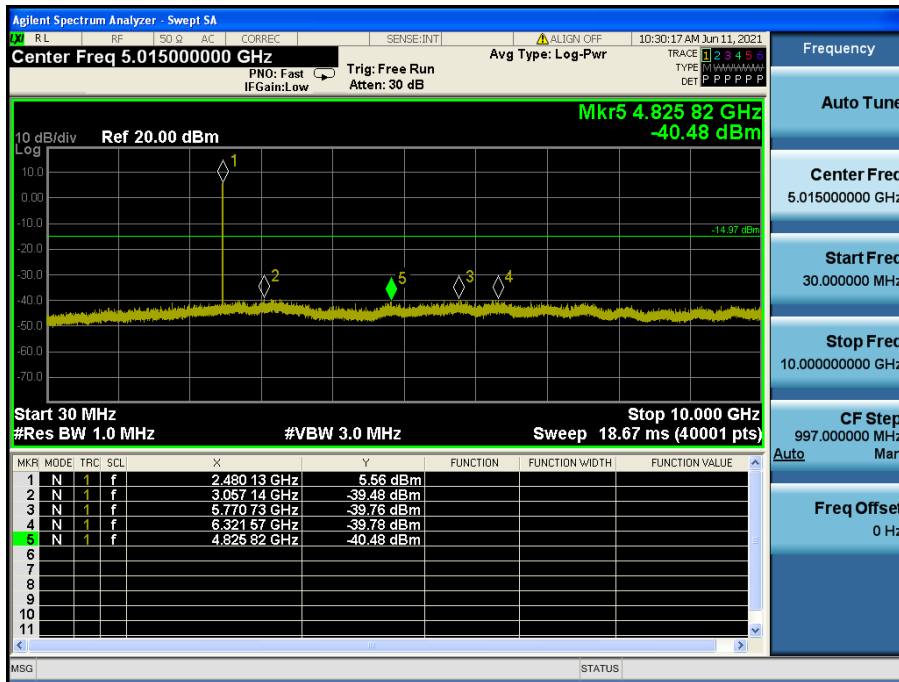 Agilent Spectrum Analyzer - Swept SA
LXI RL RF 50 Ω AC CORREC SENSE:INT ALIGN OFF 10:30:17 AM Jun 11, 2021
Center Freq 5.015000000 GHz
PNO: Fast
IFGain:Low
Trig: Free Run
Atten: 30 dB
Avg Type: Log-Pwr
TRACE 1 2 3 4 5 6
TYPE M WWWWW
DET P P P P P P
Mkr5 4.825 82 GHz
-40.48 dBm
10 dB/div Ref 20.00 dBm
Log
10.0
0.00
-10.0
-20.0
-30.0
-40.0
-50.0
-60.0
-70.0
1
2
5
3
4
-14.97 dBm
Start 30 MHz Stop 10.000 GHz
#Res BW 1.0 MHz #VBW 3.0 MHz Sweep 18.67 ms (40001 pts)
MKR MODE TRC SCL X Y FUNCTION FUNCTION WIDTH FUNCTION VALUE
1 N 1 f 2.480 13 GHz 5.56 dBm
2 N 1 f 3.057 14 GHz -39.48 dBm
3 N 1 f 5.770 73 GHz -39.76 dBm
4 N 1 f 6.321 57 GHz -39.78 dBm
5 N 1 f 4.825 82 GHz -40.48 dBm
6
7
8
9
10
11
MSG STATUS
Frequency
Auto Tune
Center Freq
5.015000000 GHz
Start Freq
30.000000 MHz
Stop Freq
10.000000000 GHz
CF Step
997.000000 MHz
Auto Man
Freq Offset
0 Hz